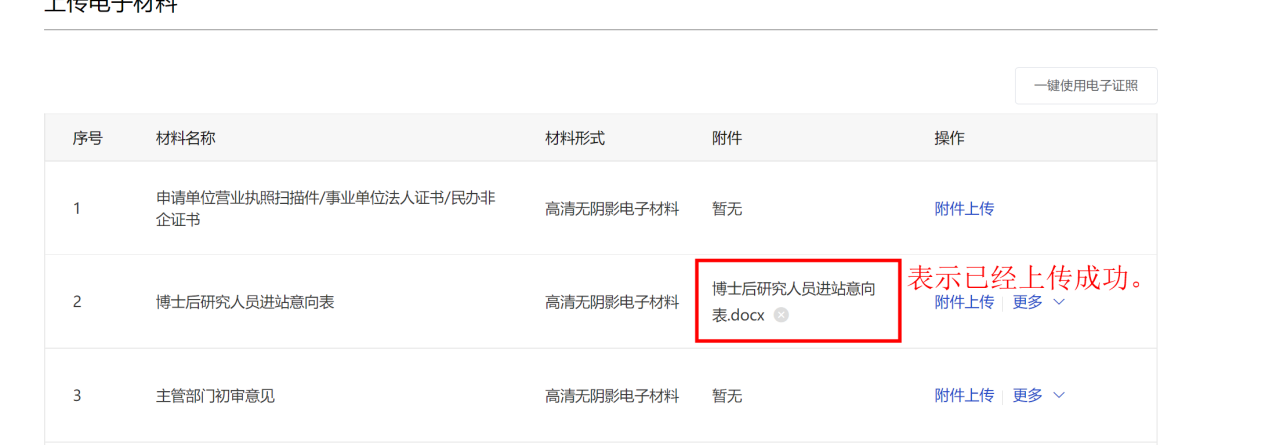 上传电子材料
一键使用电子证照
序号 材料名称 材料形式 附件 操作
1 申请单位营业执照扫描件/事业单位法人证书/民办非 高清无阴影电子材料 暂无 附件上传
企证书
表示已经上传成功。
2 博士后研究人员进站意向表 高清无阴影电子材料 博士后研究人员进站意向 附件上传 更多
表.docx
3 主管部门初审意见 高清无阴影电子材料 暂无 附件上传 更多